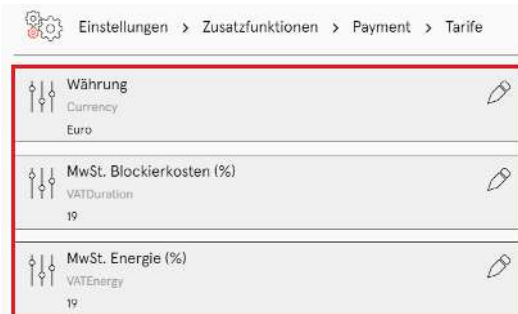 Einstellungen > Zusatzfunktionen > Payment > Tarife
Währung
Currency
Euro
MwSt. Blockierkosten (%)
VATDuration
19
MwSt. Energie (%)
VATEnergy
19